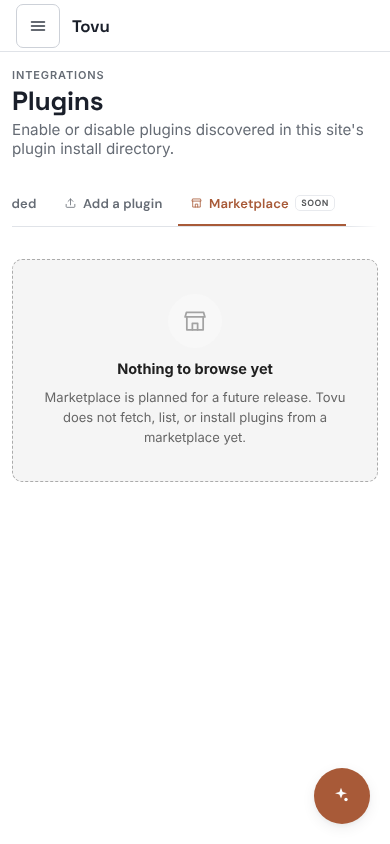 Tovu
INTEGRATIONS
Plugins
Enable or disable plugins discovered in this site's
plugin install directory.
ded
Add a plugin
Marketplace SOON
Nothing to browse yet
Marketplace is planned for a future release. Tovu
does not fetch, list, or install plugins from a
marketplace yet.